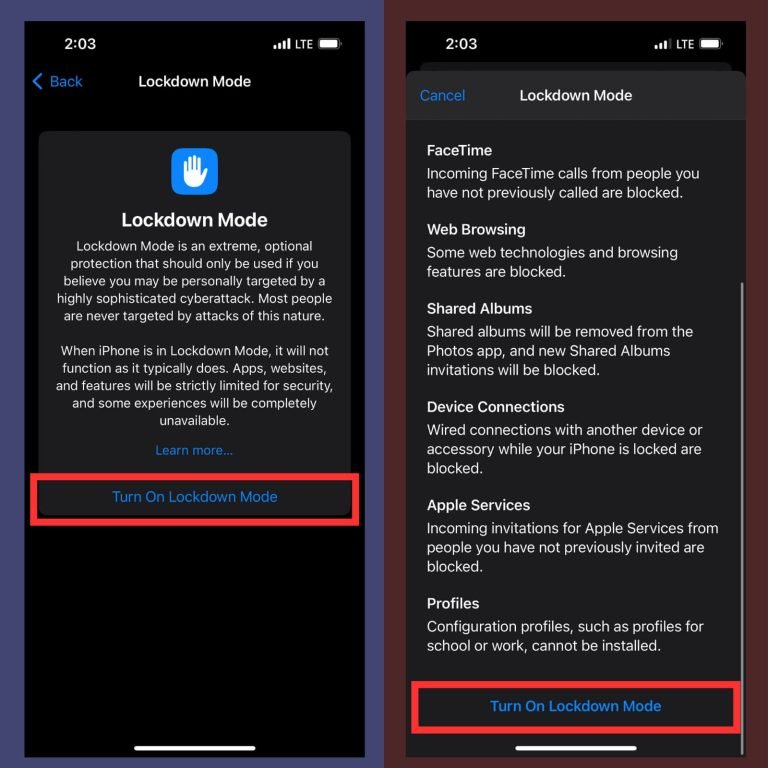 2:03
LTE
Back
Lockdown Mode
Lockdown Mode
Lockdown Mode is an extreme, optional
protection that should only be used if you
believe you may be personally targeted by a
highly sophisticated cyberattack. Most people
are never targeted by attacks of this nature.
When iPhone is in Lockdown Mode, it will not
function as it typically does. Apps, websites,
and features will be strictly limited for security,
and some experiences will be completely
unavailable.
Learn more...
Turn On Lockdown Mode
2:03
LTE
Cancel
Lockdown Mode
FaceTime
Incoming FaceTime calls from people you
have not previously called are blocked.
Web Browsing
Some web technologies and browsing
features are blocked.
Shared Albums
Shared albums will be removed from the
Photos app, and new Shared Albums
invitations will be blocked.
Device Connections
Wired connections with another device or
accessory while your iPhone is locked are
blocked.
Apple Services
Incoming invitations for Apple Services from
people you have not previously invited are
blocked.
Profiles
Configuration profiles, such as profiles for
school or work, cannot be installed.
Turn On Lockdown Mode